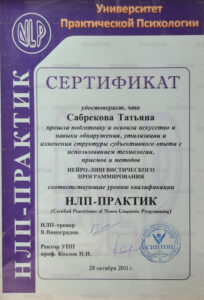 Университет
Практической Психологии
НЛП
НЛП-ПРАКТИК
СЕРТИФИКАТ
удостоверяет, что
Сабрекова Татьяна
прошла подготовку и освоила искусство и
навыки обнаружения, утилизации и
изменения структуры субъективного опыта с
использованием технологии,
приемов и методов
НЕЙРО-ЛИНГВИСТИЧЕСКОГО
ПРОГРАММИРОВАНИЯ
соответствующие уровню квалификации
НЛП-ПРАКТИК
(Certified Practitioner of Neuro-Linguistic Programming)
НЛП-тренер
В.Виноградов
Ректор УПП
проф. Козлов Н.И.
СИНТОН
28 октября 2011 г.